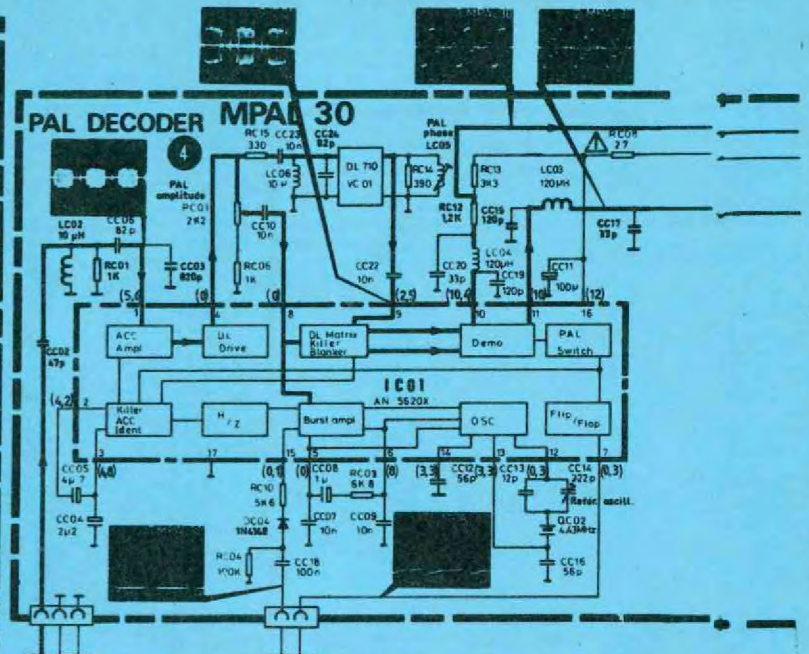 PAL DECODER MPAL 30
4
PAL
amplitude
PC01
2K2
RC15
330
CC23
10n
CC24
82p
LC06
10µ
DL 710
VC 01
RC14
390
PAL
phase
LC05
RC13
3K3
RC12
1,2K
RC08
27
LC03
120µH
CC15
120p
CC17
33p
LC02
10 µH
CC06
82p
RC01
1K
CC03
820p
CC10
10n
RC06
1K
CC22
10n
CC20
33p
LC04
120µH
CC19
120p
CC11
100µ
CC02
47p
(0)
(0)
(2,5)
(10)
(12)
1
4
8
9
10
11
16
ACC
Ampl
DL
Drive
DL Matrix
Killer
Blanker
Demo
PAL
Switch
IC01
AN 5620X
(4,2)
2
Killer
ACC
Ident
H/2
Burst ampl
OSC
Flip/Flop
3
17
15
5
6
14
13
12
7
(4,8)
(0,1)
(0)
(8)
(3,3)
(3,3)
(0,3)
(0,3)
CC05
4µ7
CC04
2µ2
RC10
5K6
DC04
1N4148
RC04
100K
CC18
100n
CC08
1µ
RC03
6K8
CC07
10n
CC09
10n
CC12
56p
CC13
12p
CC14
222p
Refer. oscill.
QC02
4,43MHz
CC16
56p